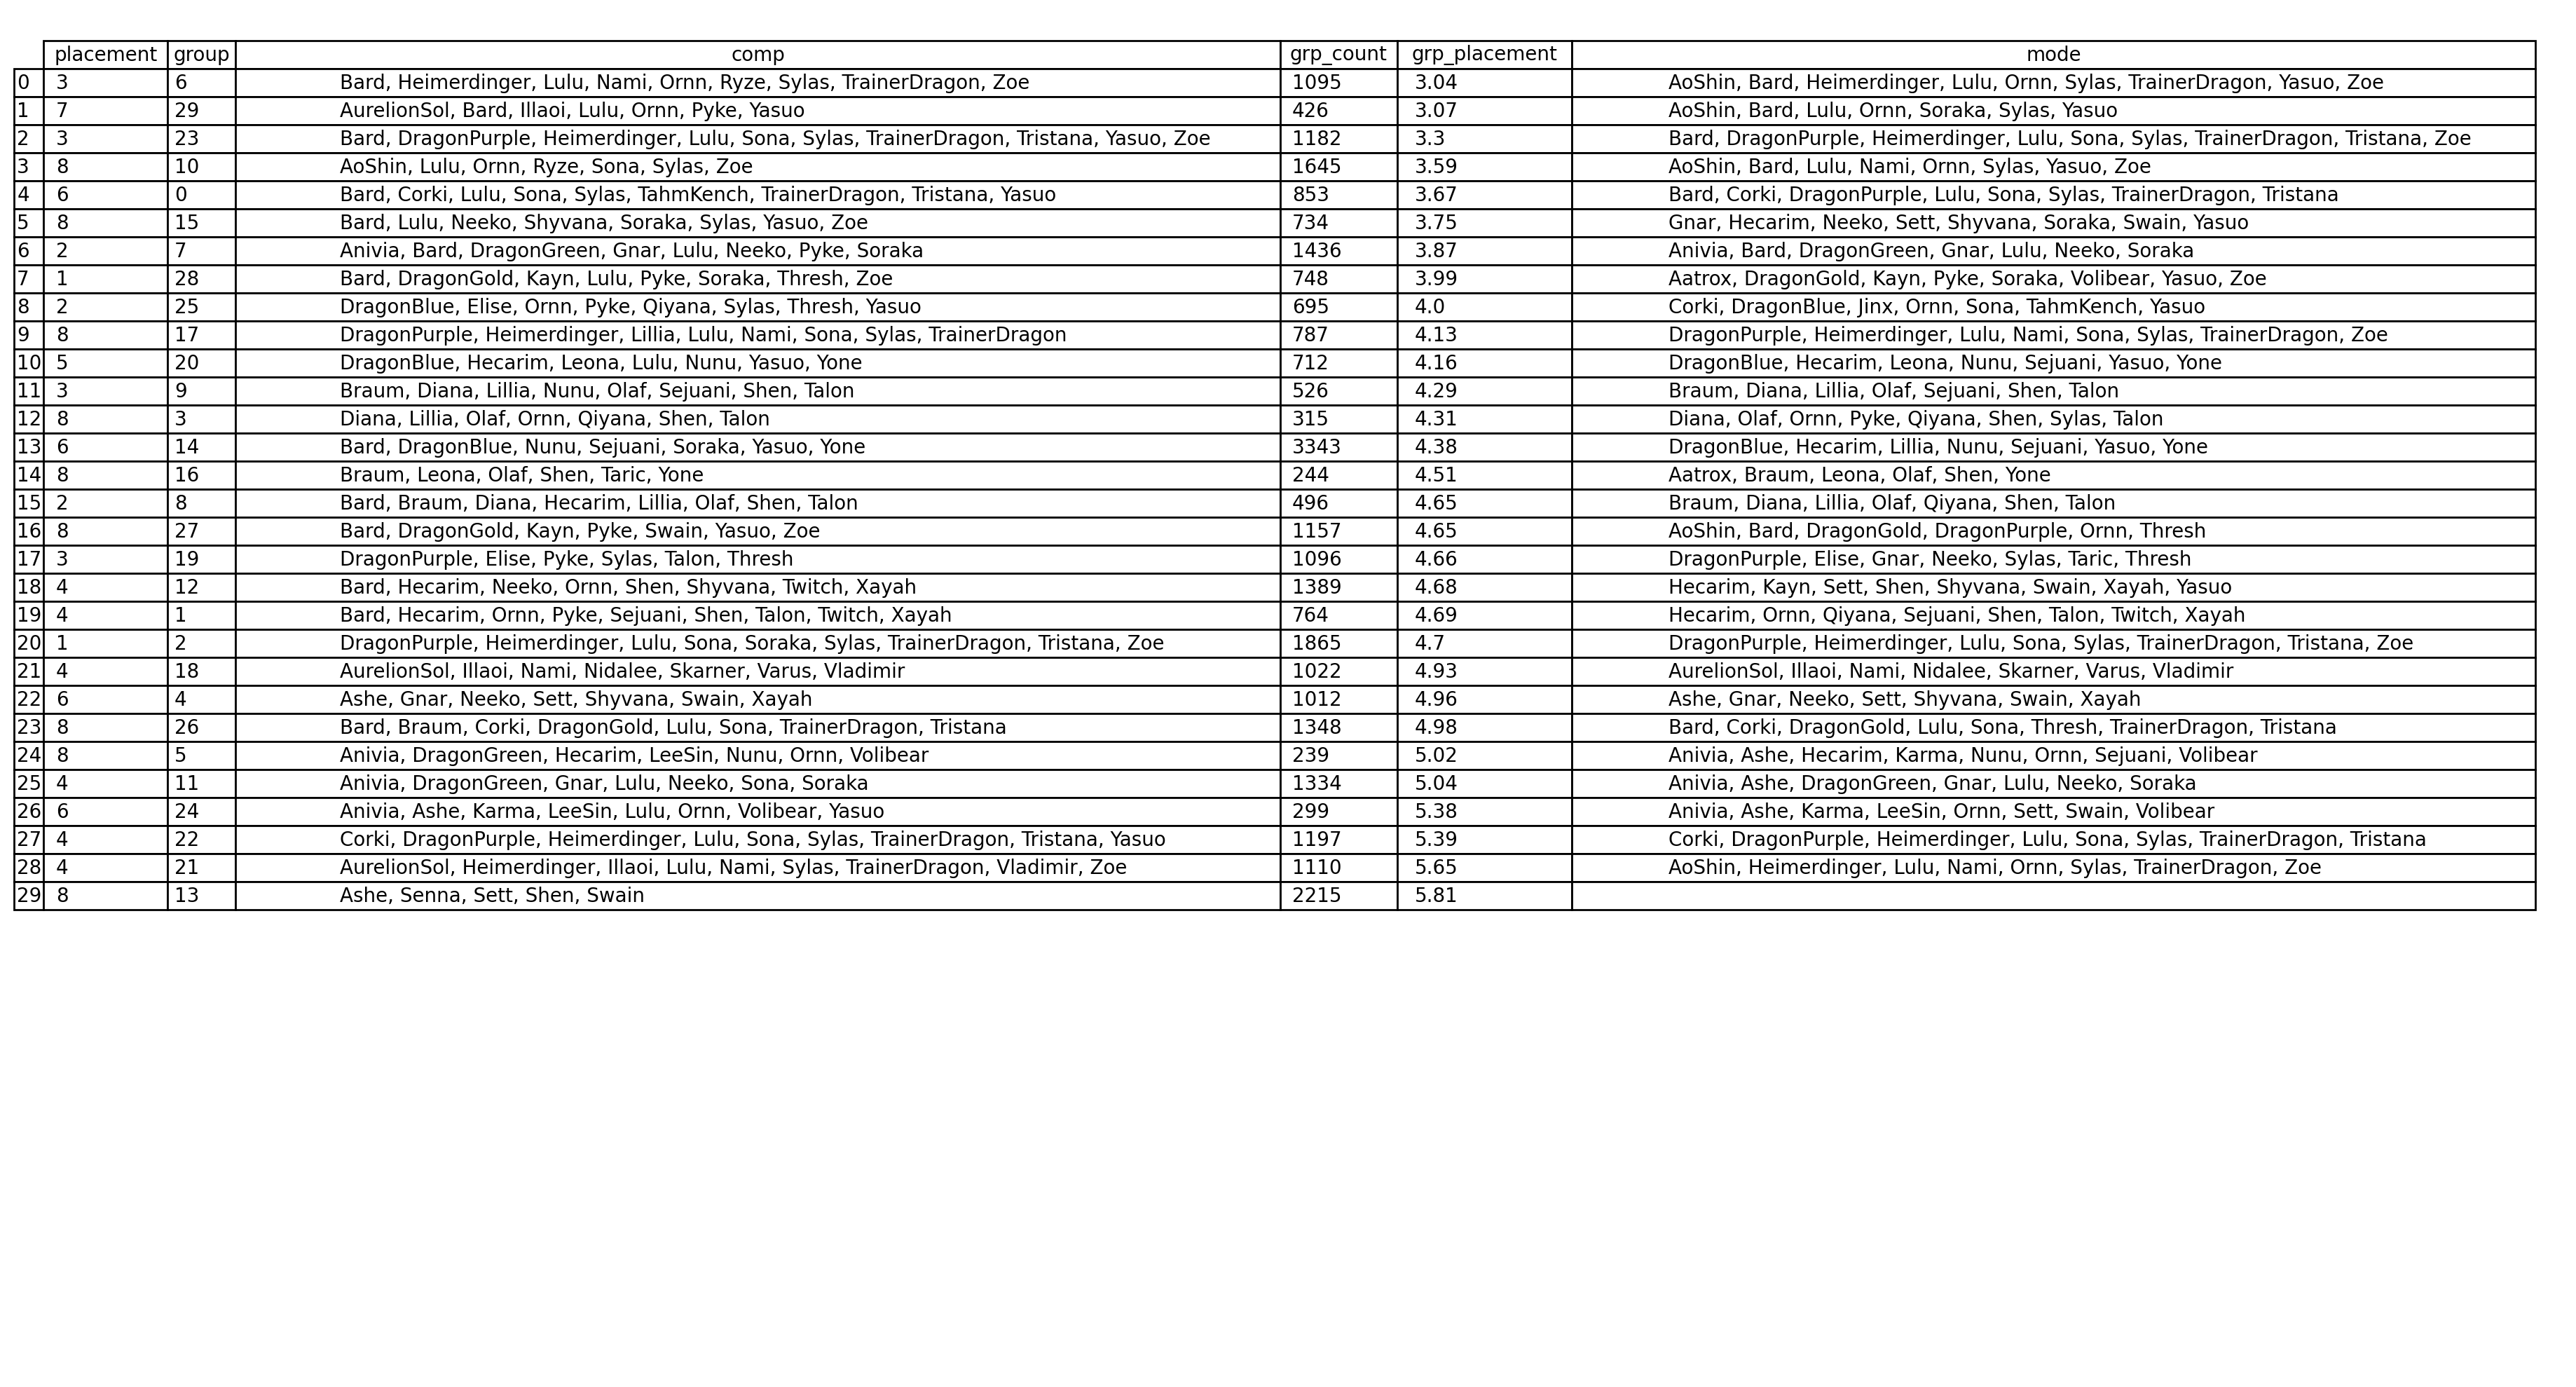 placement group comp grp_count grp_placement mode
0 3 6 Bard, Heimerdinger, Lulu, Nami, Ornn, Ryze, Sylas, TrainerDragon, Zoe 1095 3.04 AoShin, Bard, Heimerdinger, Lulu, Ornn, Sylas, TrainerDragon, Yasuo, Zoe
1 7 29 AurelionSol, Bard, Illaoi, Lulu, Ornn, Pyke, Yasuo 426 3.07 AoShin, Bard, Lulu, Ornn, Soraka, Sylas, Yasuo
2 3 23 Bard, DragonPurple, Heimerdinger, Lulu, Sona, Sylas, TrainerDragon, Tristana, Yasuo, Zoe 1182 3.3 Bard, DragonPurple, Heimerdinger, Lulu, Sona, Sylas, TrainerDragon, Tristana, Zoe
3 8 10 AoShin, Lulu, Ornn, Ryze, Sona, Sylas, Zoe 1645 3.59 AoShin, Bard, Lulu, Nami, Ornn, Sylas, Yasuo, Zoe
4 6 0 Bard, Corki, Lulu, Sona, Sylas, TahmKench, TrainerDragon, Tristana, Yasuo 853 3.67 Bard, Corki, DragonPurple, Lulu, Sona, Sylas, TrainerDragon, Tristana
5 8 15 Bard, Lulu, Neeko, Shyvana, Soraka, Sylas, Yasuo, Zoe 734 3.75 Gnar, Hecarim, Neeko, Sett, Shyvana, Soraka, Swain, Yasuo
6 2 7 Anivia, Bard, DragonGreen, Gnar, Lulu, Neeko, Pyke, Soraka 1436 3.87 Anivia, Bard, DragonGreen, Gnar, Lulu, Neeko, Soraka
7 1 28 Bard, DragonGold, Kayn, Lulu, Pyke, Soraka, Thresh, Zoe 748 3.99 Aatrox, DragonGold, Kayn, Pyke, Soraka, Volibear, Yasuo, Zoe
8 2 25 DragonBlue, Elise, Ornn, Pyke, Qiyana, Sylas, Thresh, Yasuo 695 4.0 Corki, DragonBlue, Jinx, Ornn, Sona, TahmKench, Yasuo
9 8 17 DragonPurple, Heimerdinger, Lillia, Lulu, Nami, Sona, Sylas, TrainerDragon 787 4.13 DragonPurple, Heimerdinger, Lulu, Nami, Sona, Sylas, TrainerDragon, Zoe
10 5 20 DragonBlue, Hecarim, Leona, Lulu, Nunu, Yasuo, Yone 712 4.16 DragonBlue, Hecarim, Leona, Nunu, Sejuani, Yasuo, Yone
11 3 9 Braum, Diana, Lillia, Nunu, Olaf, Sejuani, Shen, Talon 526 4.29 Braum, Diana, Lillia, Olaf, Sejuani, Shen, Talon
12 8 3 Diana, Lillia, Olaf, Ornn, Qiyana, Shen, Talon 315 4.31 Diana, Olaf, Ornn, Pyke, Qiyana, Shen, Sylas, Talon
13 6 14 Bard, DragonBlue, Nunu, Sejuani, Soraka, Yasuo, Yone 3343 4.38 DragonBlue, Hecarim, Lillia, Nunu, Sejuani, Yasuo, Yone
14 8 16 Braum, Leona, Olaf, Shen, Taric, Yone 244 4.51 Aatrox, Braum, Leona, Olaf, Shen, Yone
15 2 8 Bard, Braum, Diana, Hecarim, Lillia, Olaf, Shen, Talon 496 4.65 Braum, Diana, Lillia, Olaf, Qiyana, Shen, Talon
16 8 27 Bard, DragonGold, Kayn, Pyke, Swain, Yasuo, Zoe 1157 4.65 AoShin, Bard, DragonGold, DragonPurple, Ornn, Thresh
17 3 19 DragonPurple, Elise, Pyke, Sylas, Talon, Thresh 1096 4.66 DragonPurple, Elise, Gnar, Neeko, Sylas, Taric, Thresh
18 4 12 Bard, Hecarim, Neeko, Ornn, Shen, Shyvana, Twitch, Xayah 1389 4.68 Hecarim, Kayn, Sett, Shen, Shyvana, Swain, Xayah, Yasuo
19 4 1 Bard, Hecarim, Ornn, Pyke, Sejuani, Shen, Talon, Twitch, Xayah 764 4.69 Hecarim, Ornn, Qiyana, Sejuani, Shen, Talon, Twitch, Xayah
20 1 2 DragonPurple, Heimerdinger, Lulu, Sona, Soraka, Sylas, TrainerDragon, Tristana, Zoe 1865 4.7 DragonPurple, Heimerdinger, Lulu, Sona, Sylas, TrainerDragon, Tristana, Zoe
21 4 18 AurelionSol, Illaoi, Nami, Nidalee, Skarner, Varus, Vladimir 1022 4.93 AurelionSol, Illaoi, Nami, Nidalee, Skarner, Varus, Vladimir
22 6 4 Ashe, Gnar, Neeko, Sett, Shyvana, Swain, Xayah 1012 4.96 Ashe, Gnar, Neeko, Sett, Shyvana, Swain, Xayah
23 8 26 Bard, Braum, Corki, DragonGold, Lulu, Sona, TrainerDragon, Tristana 1348 4.98 Bard, Corki, DragonGold, Lulu, Sona, Thresh, TrainerDragon, Tristana
24 8 5 Anivia, DragonGreen, Hecarim, LeeSin, Nunu, Ornn, Volibear 239 5.02 Anivia, Ashe, Hecarim, Karma, Nunu, Ornn, Sejuani, Volibear
25 4 11 Anivia, DragonGreen, Gnar, Lulu, Neeko, Sona, Soraka 1334 5.04 Anivia, Ashe, DragonGreen, Gnar, Lulu, Neeko, Soraka
26 6 24 Anivia, Ashe, Karma, LeeSin, Lulu, Ornn, Volibear, Yasuo 299 5.38 Anivia, Ashe, Karma, LeeSin, Ornn, Sett, Swain, Volibear
27 4 22 Corki, DragonPurple, Heimerdinger, Lulu, Sona, Sylas, TrainerDragon, Tristana, Yasuo 1197 5.39 Corki, DragonPurple, Heimerdinger, Lulu, Sona, Sylas, TrainerDragon, Tristana
28 4 21 AurelionSol, Heimerdinger, Illaoi, Lulu, Nami, Sylas, TrainerDragon, Vladimir, Zoe 1110 5.65 AoShin, Heimerdinger, Lulu, Nami, Ornn, Sylas, TrainerDragon, Zoe
29 8 13 Ashe, Senna, Sett, Shen, Swain 2215 5.81